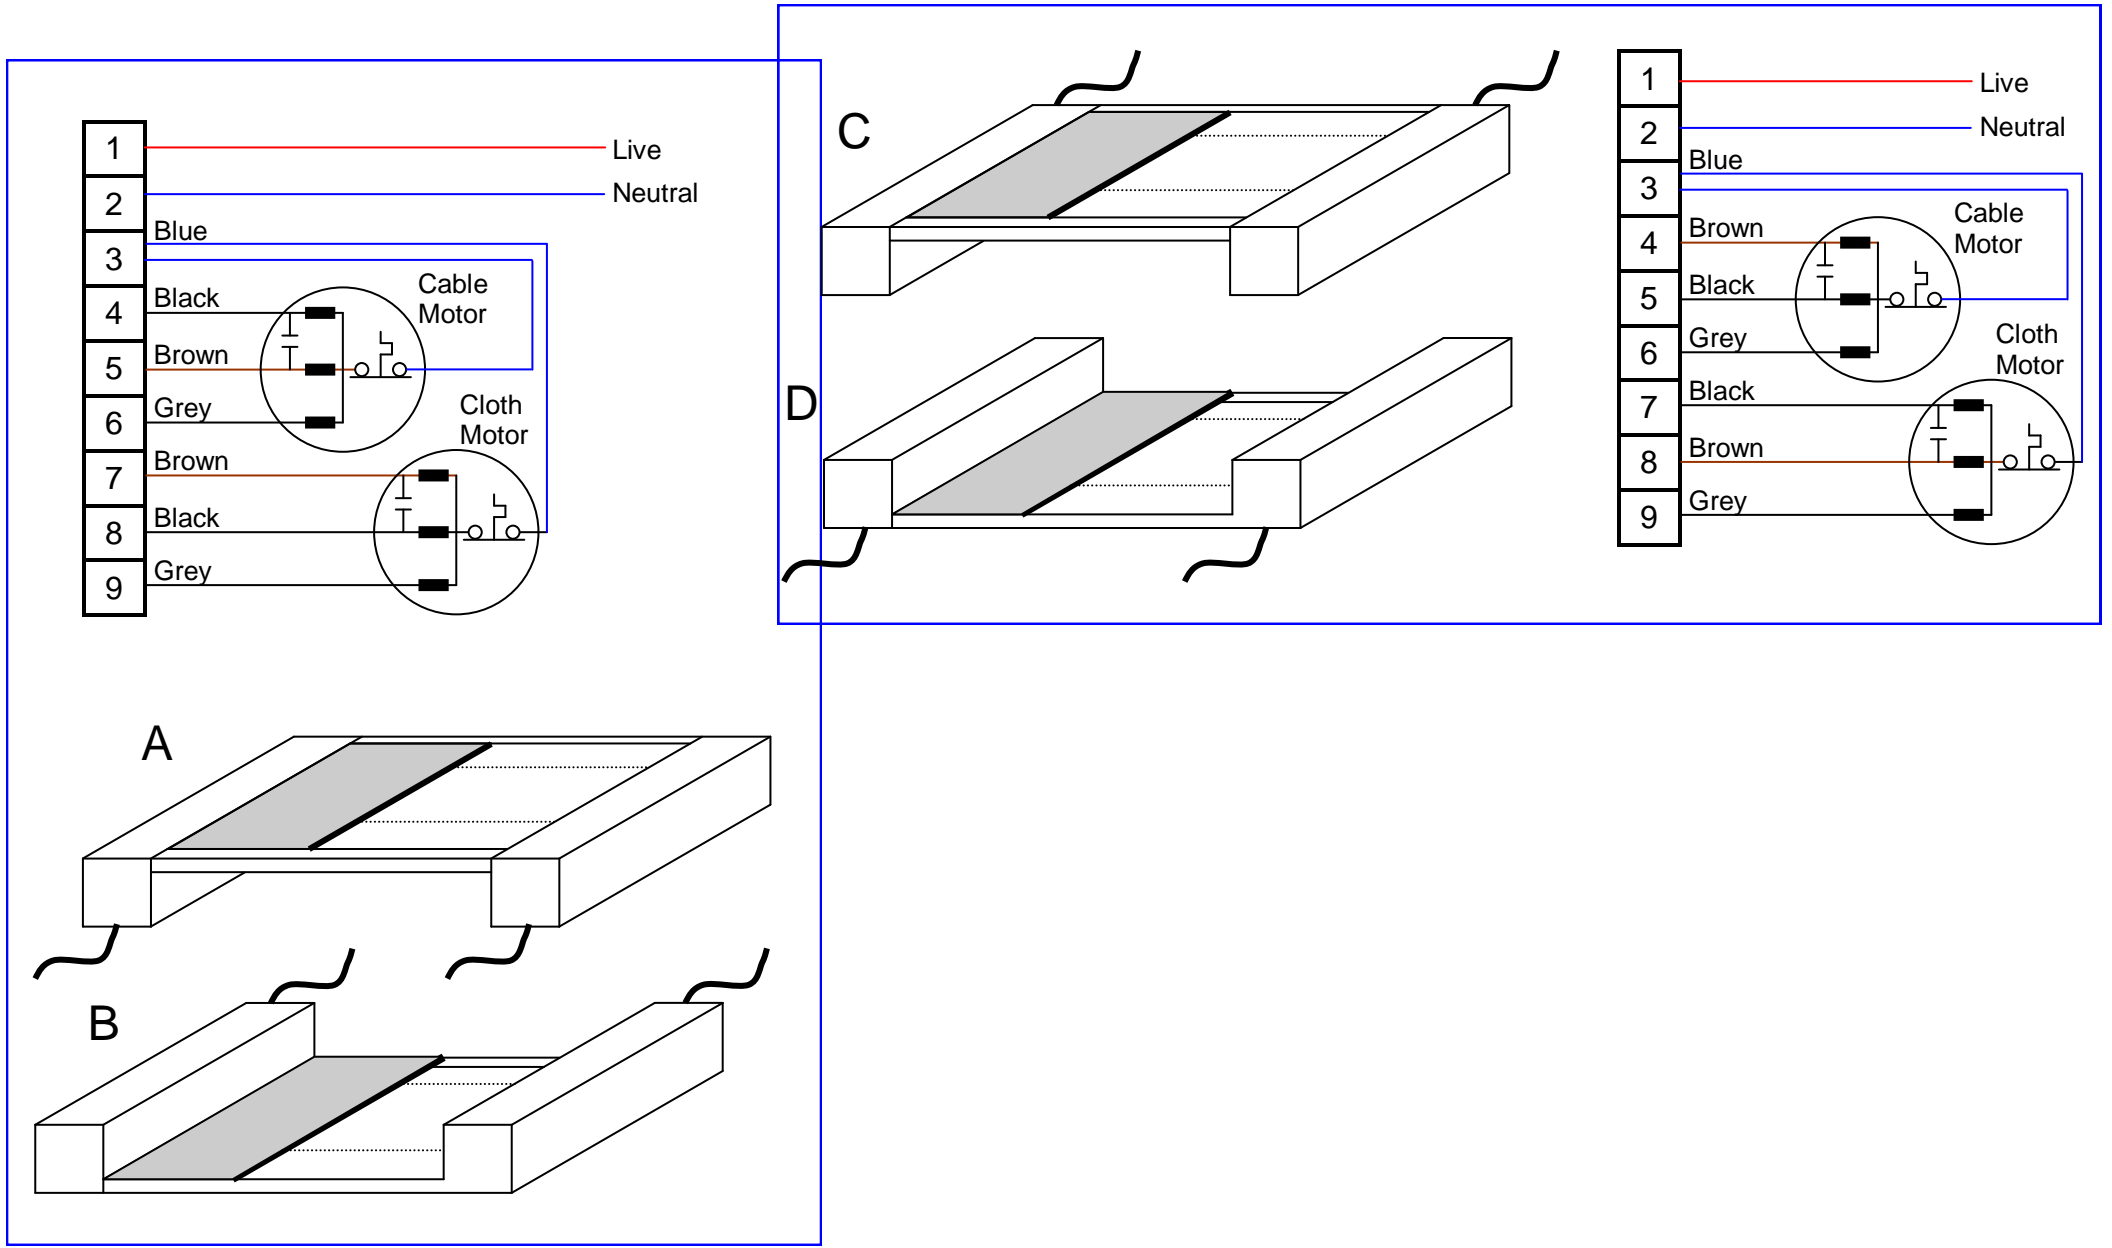 1
Live
2
Neutral
Blue
3
Cable
Motor
Black
4
Brown
5
Grey
6
Cloth
Motor
Brown
7
Black
8
Grey
9
A
B
C
D
1
Live
2
Neutral
Blue
3
Cable
Motor
Brown
4
Black
5
Grey
6
Cloth
Motor
Black
7
Brown
8
Grey
9